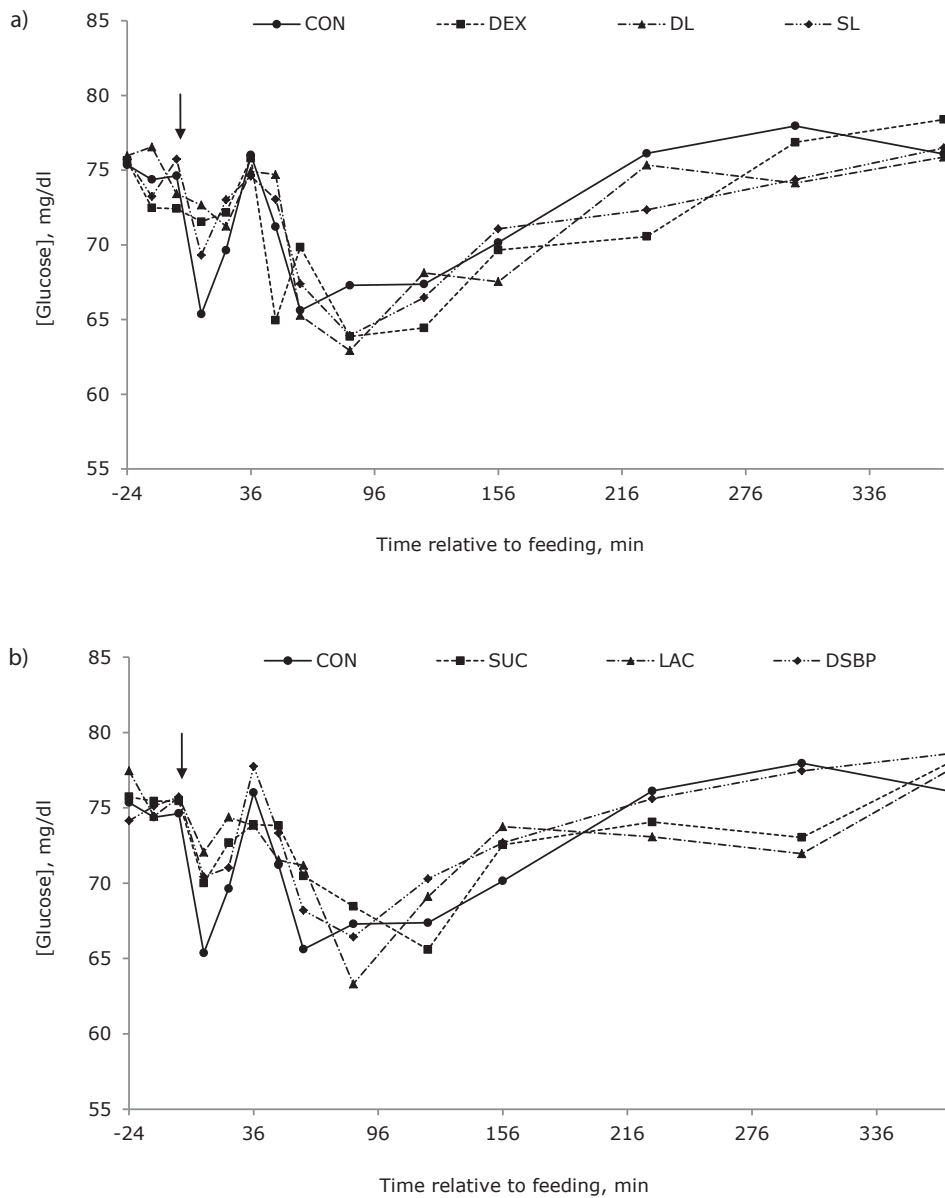 a)
CON DEX DL SL
85
80
75
70
65
60
55
[Glucose], mg/dl
-24 36 96 156 216 276 336
Time relative to feeding, min
b)
CON SUC LAC DSBP
85
80
75
70
65
60
55
[Glucose], mg/dl
-24 36 96 156 216 276 336
Time relative to feeding, min